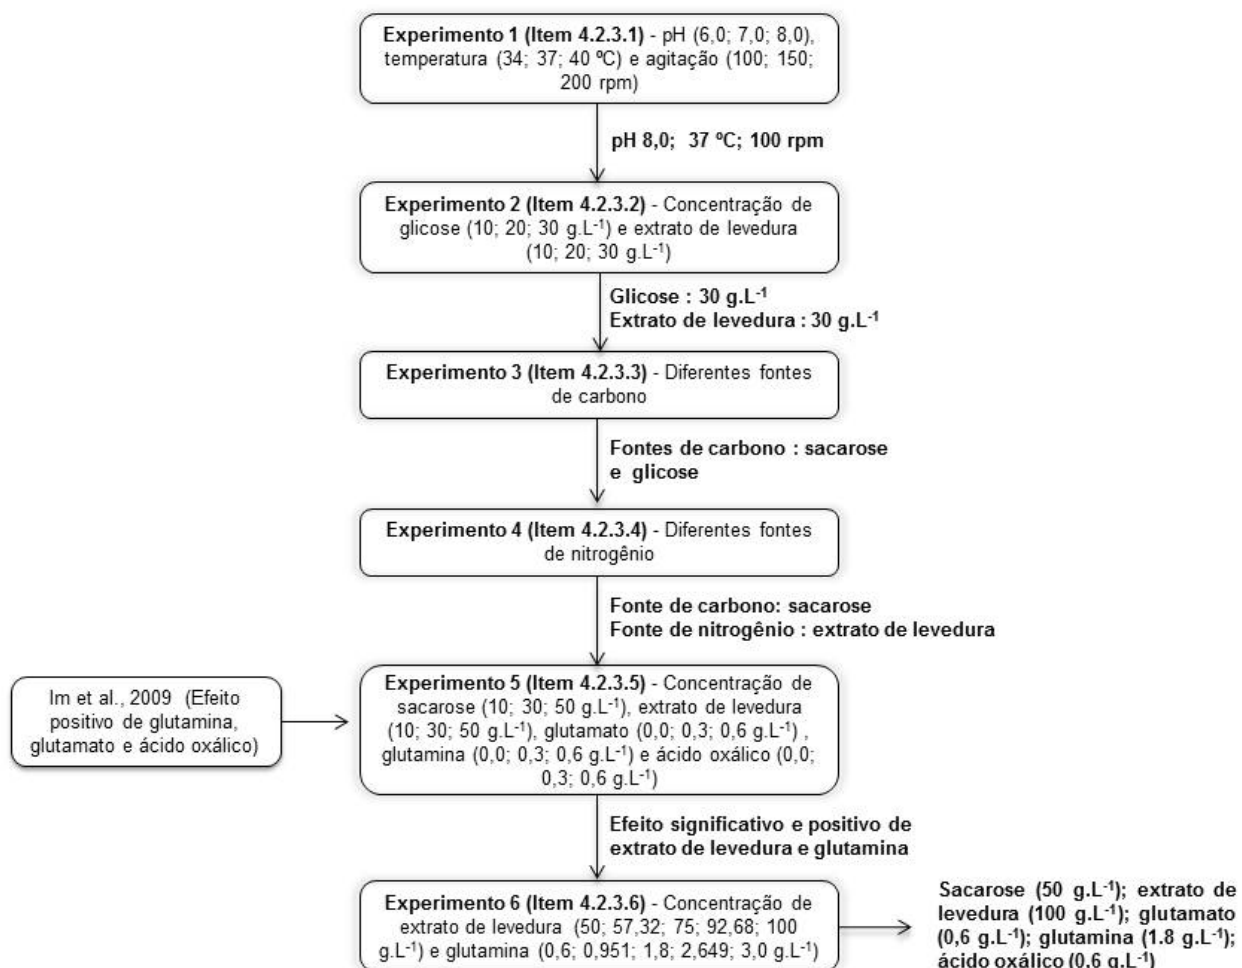 Experimento 1 (Item 4.2.3.1) - pH (6,0; 7,0; 8,0),
temperatura (34; 37; 40 ºC) e agitação (100; 150;
200 rpm)
pH 8,0; 37 ºC; 100 rpm
Experimento 2 (Item 4.2.3.2) - Concentração de
glicose (10; 20; 30 g.L⁻¹) e extrato de levedura
(10; 20; 30 g.L⁻¹)
Glicose : 30 g.L⁻¹
Extrato de levedura : 30 g.L⁻¹
Experimento 3 (Item 4.2.3.3) - Diferentes fontes
de carbono
Fontes de carbono : sacarose
e glicose
Experimento 4 (Item 4.2.3.4) - Diferentes fontes
de nitrogênio
Fonte de carbono: sacarose
Fonte de nitrogênio : extrato de levedura
Im et al., 2009 (Efeito
positivo de glutamina,
glutamato e ácido oxálico)
Experimento 5 (Item 4.2.3.5) - Concentração de
sacarose (10; 30; 50 g.L⁻¹), extrato de levedura
(10; 30; 50 g.L⁻¹), glutamato (0,0; 0,3; 0,6 g.L⁻¹) ,
glutamina (0,0; 0,3; 0,6 g.L⁻¹) e ácido oxálico (0,0;
0,3; 0,6 g.L⁻¹)
Efeito significativo e positivo de
extrato de levedura e glutamina
Experimento 6 (Item 4.2.3.6) - Concentração de
extrato de levedura (50; 57,32; 75; 92,68; 100
g.L⁻¹) e glutamina (0,6; 0,951; 1,8; 2,649; 3,0 g.L⁻¹)
Sacarose (50 g.L⁻¹); extrato de
levedura (100 g.L⁻¹); glutamato
(0,6 g.L⁻¹); glutamina (1.8 g.L⁻¹);
ácido oxálico (0,6 g.L⁻¹)